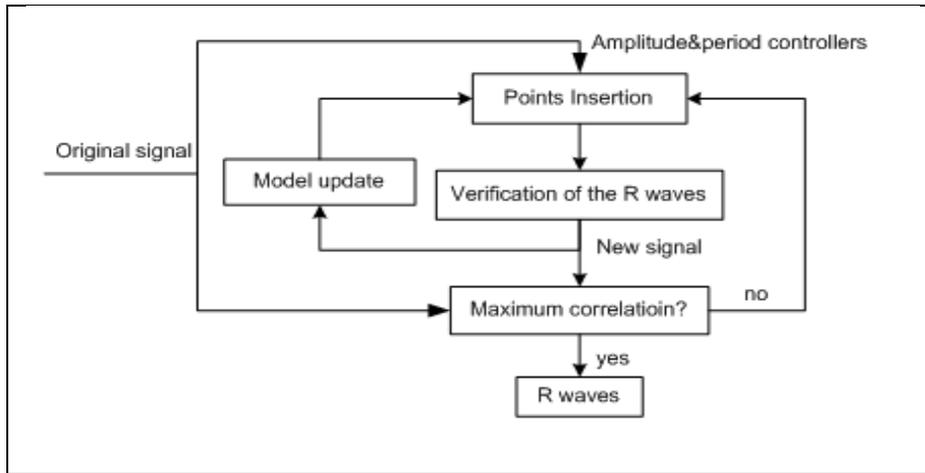 Amplitude&period controllers
Points Insertion
Original signal
Model update
Verification of the R waves
New signal
Maximum correlatioin?
no
yes
R waves